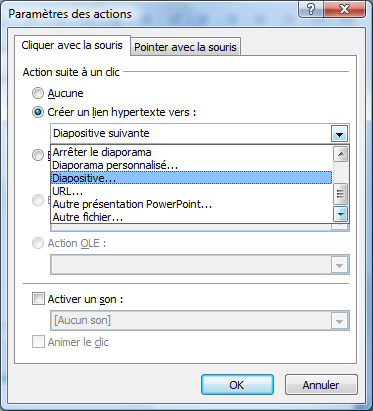 Paramètres des actions
Cliquer avec la souris
Pointer avec la souris
Action suite à un clic
Aucune
Créer un lien hypertexte vers :
Diapositive suivante
Arrêter le diaporama
Diaporama personnalisé...
Diapositive...
URL...
Autre présentation PowerPoint...
Autre fichier...
Action OLE :
Activer un son :
[Aucun son]
Animer le clic
OK
Annuler